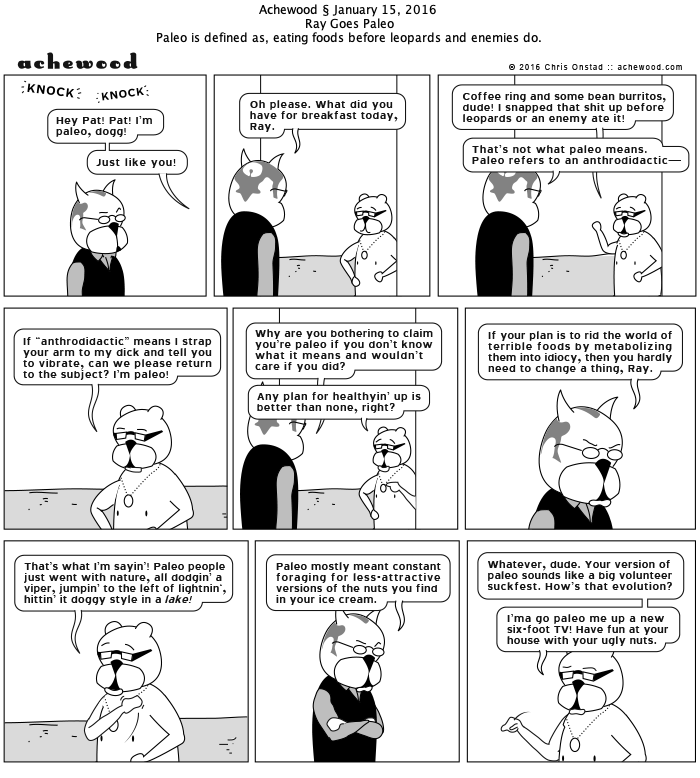 Achewood § January 15, 2016
Ray Goes Paleo
Paleo is defined as, eating foods before leopards and enemies do.
achewood
© 2016 Chris Onstad :: achewood.com
KNOCK
KNOCK
Hey Pat! Pat! I'm
paleo, dogg!
Just like you!
Oh please. What did you
have for breakfast today,
Ray.
Coffee ring and some bean burritos,
dude! I snapped that shit up before
leopards or an enemy ate it!
That's not what paleo means.
Paleo refers to an anthrodidactic—
If "anthrodidactic" means I strap
your arm to my dick and tell you
to vibrate, can we please return
to the subject? I'm paleo!
Why are you bothering to claim
you're paleo if you don't know
what it means and wouldn't
care if you did?
Any plan for healthyin' up is
better than none, right?
If your plan is to rid the world of
terrible foods by metabolizing
them into idiocy, then you hardly
need to change a thing, Ray.
That's what I'm sayin'! Paleo people
just went with nature, all dodgin' a
viper, jumpin' to the left of lightnin',
hittin' it doggy style in a lake!
Paleo mostly meant constant
foraging for less-attractive
versions of the nuts you find
in your ice cream.
Whatever, dude. Your version of
paleo sounds like a big volunteer
suckfest. How's that evolution?
I'ma go paleo me up a new
six-foot TV! Have fun at your
house with your ugly nuts.